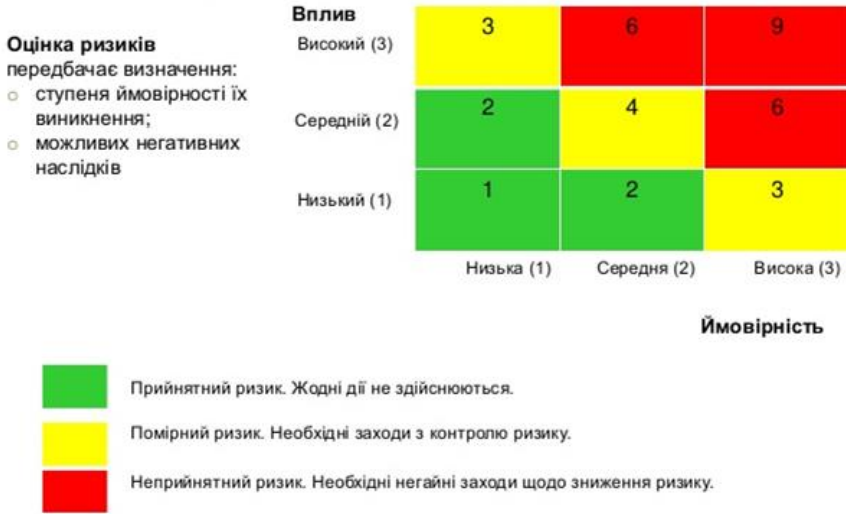 Оцінка ризиків
передбачає визначення:
○ ступеня ймовірності їх
виникнення;
○ можливих негативних
наслідків
Вплив
Високий (3)
3 6 9
Середній (2)
2 4 6
Низький (1)
1 2 3
Низька (1) Середня (2) Висока (3)
Ймовірність
Прийнятний ризик. Жодні дії не здійснюються.
Помірний ризик. Необхідні заходи з контролю ризику.
Неприйнятний ризик. Необхідні негайні заходи щодо зниження ризику.